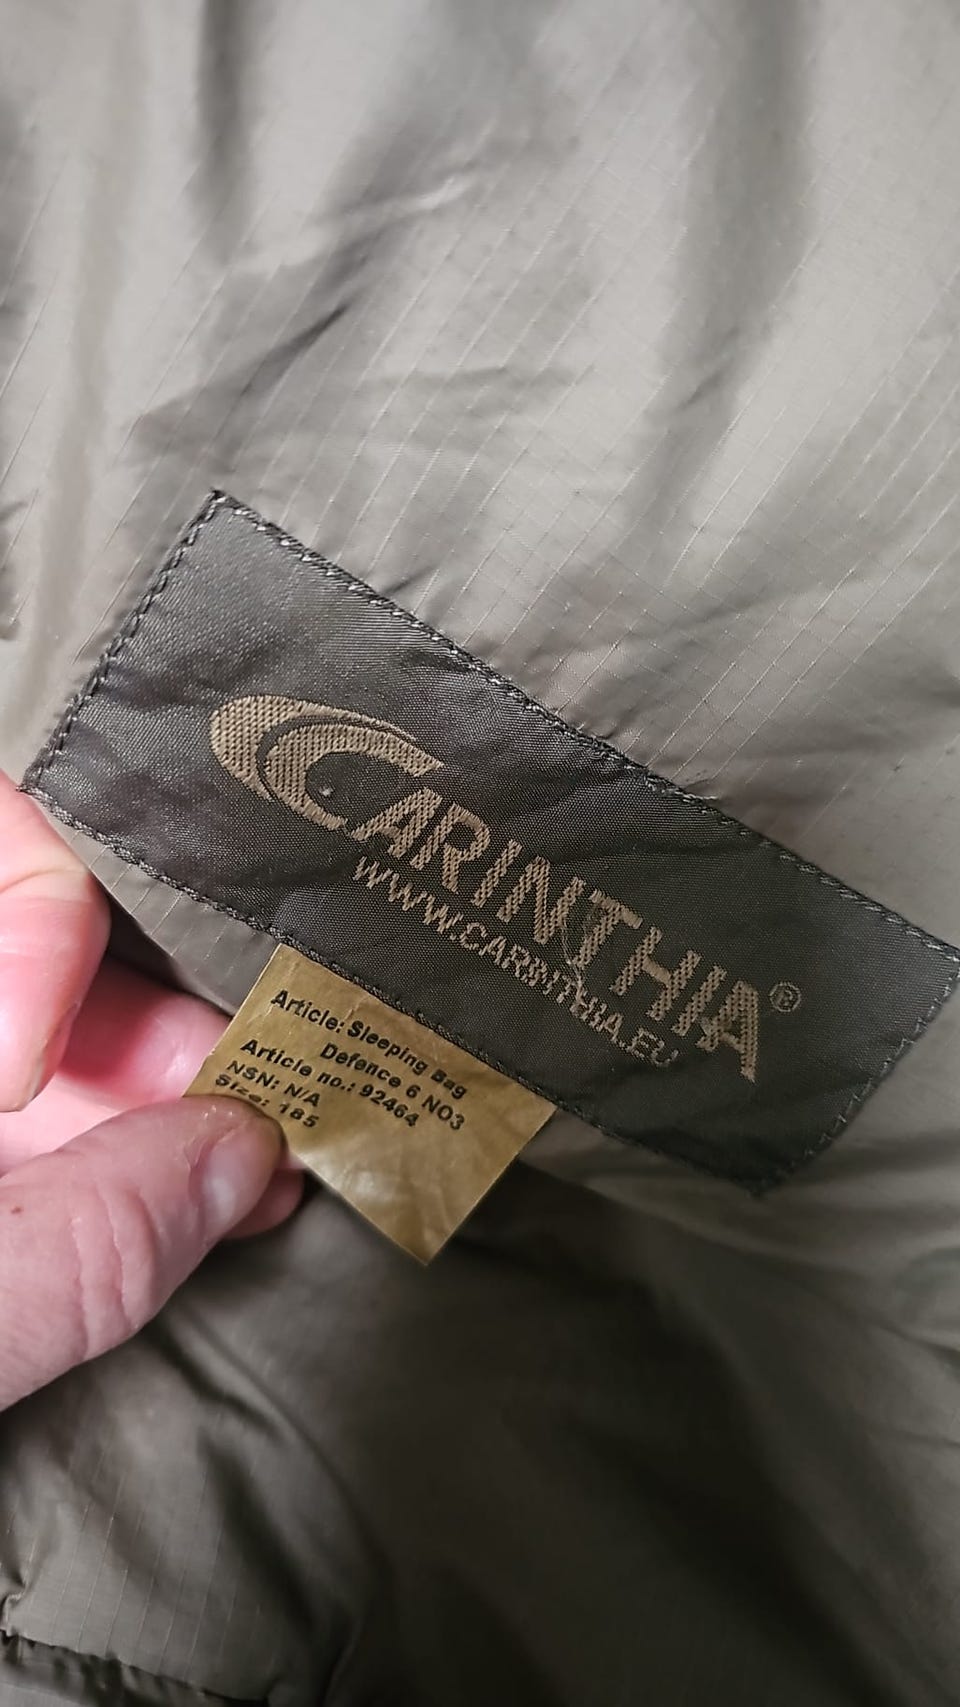 CARINTHIA®
WWW.CARINTHIA.EU
Article: Sleeping Bag
Defence 6 NO3
Article no.: 92464
NSN: N/A
Size: 185